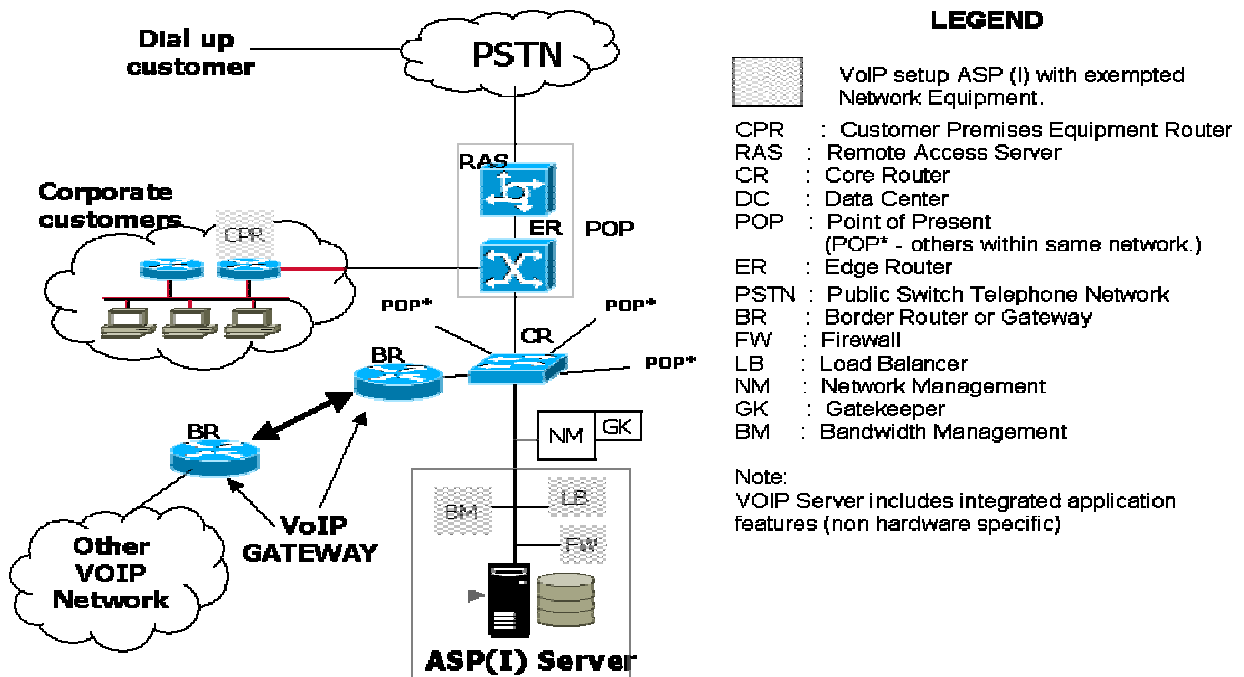 Dial up
customer
PSTN
RAS
ER
POP
Corporate
customers
CPR
POP*
POP*
CR
POP*
BR
BR
NM
GK
VoIP
GATEWAY
BM
LB
FW
Other
VOIP
Network
ASP(I) Server
LEGEND
VoIP setup ASP (I) with exempted
Network Equipment.
CPR : Customer Premises Equipment Router
RAS : Remote Access Server
CR : Core Router
DC : Data Center
POP : Point of Present
(POP* - others within same network.)
ER : Edge Router
PSTN : Public Switch Telephone Network
BR : Border Router or Gateway
FW : Firewall
LB : Load Balancer
NM : Network Management
GK : Gatekeeper
BM : Bandwidth Management
Note:
VOIP Server includes integrated application
features (non hardware specific)